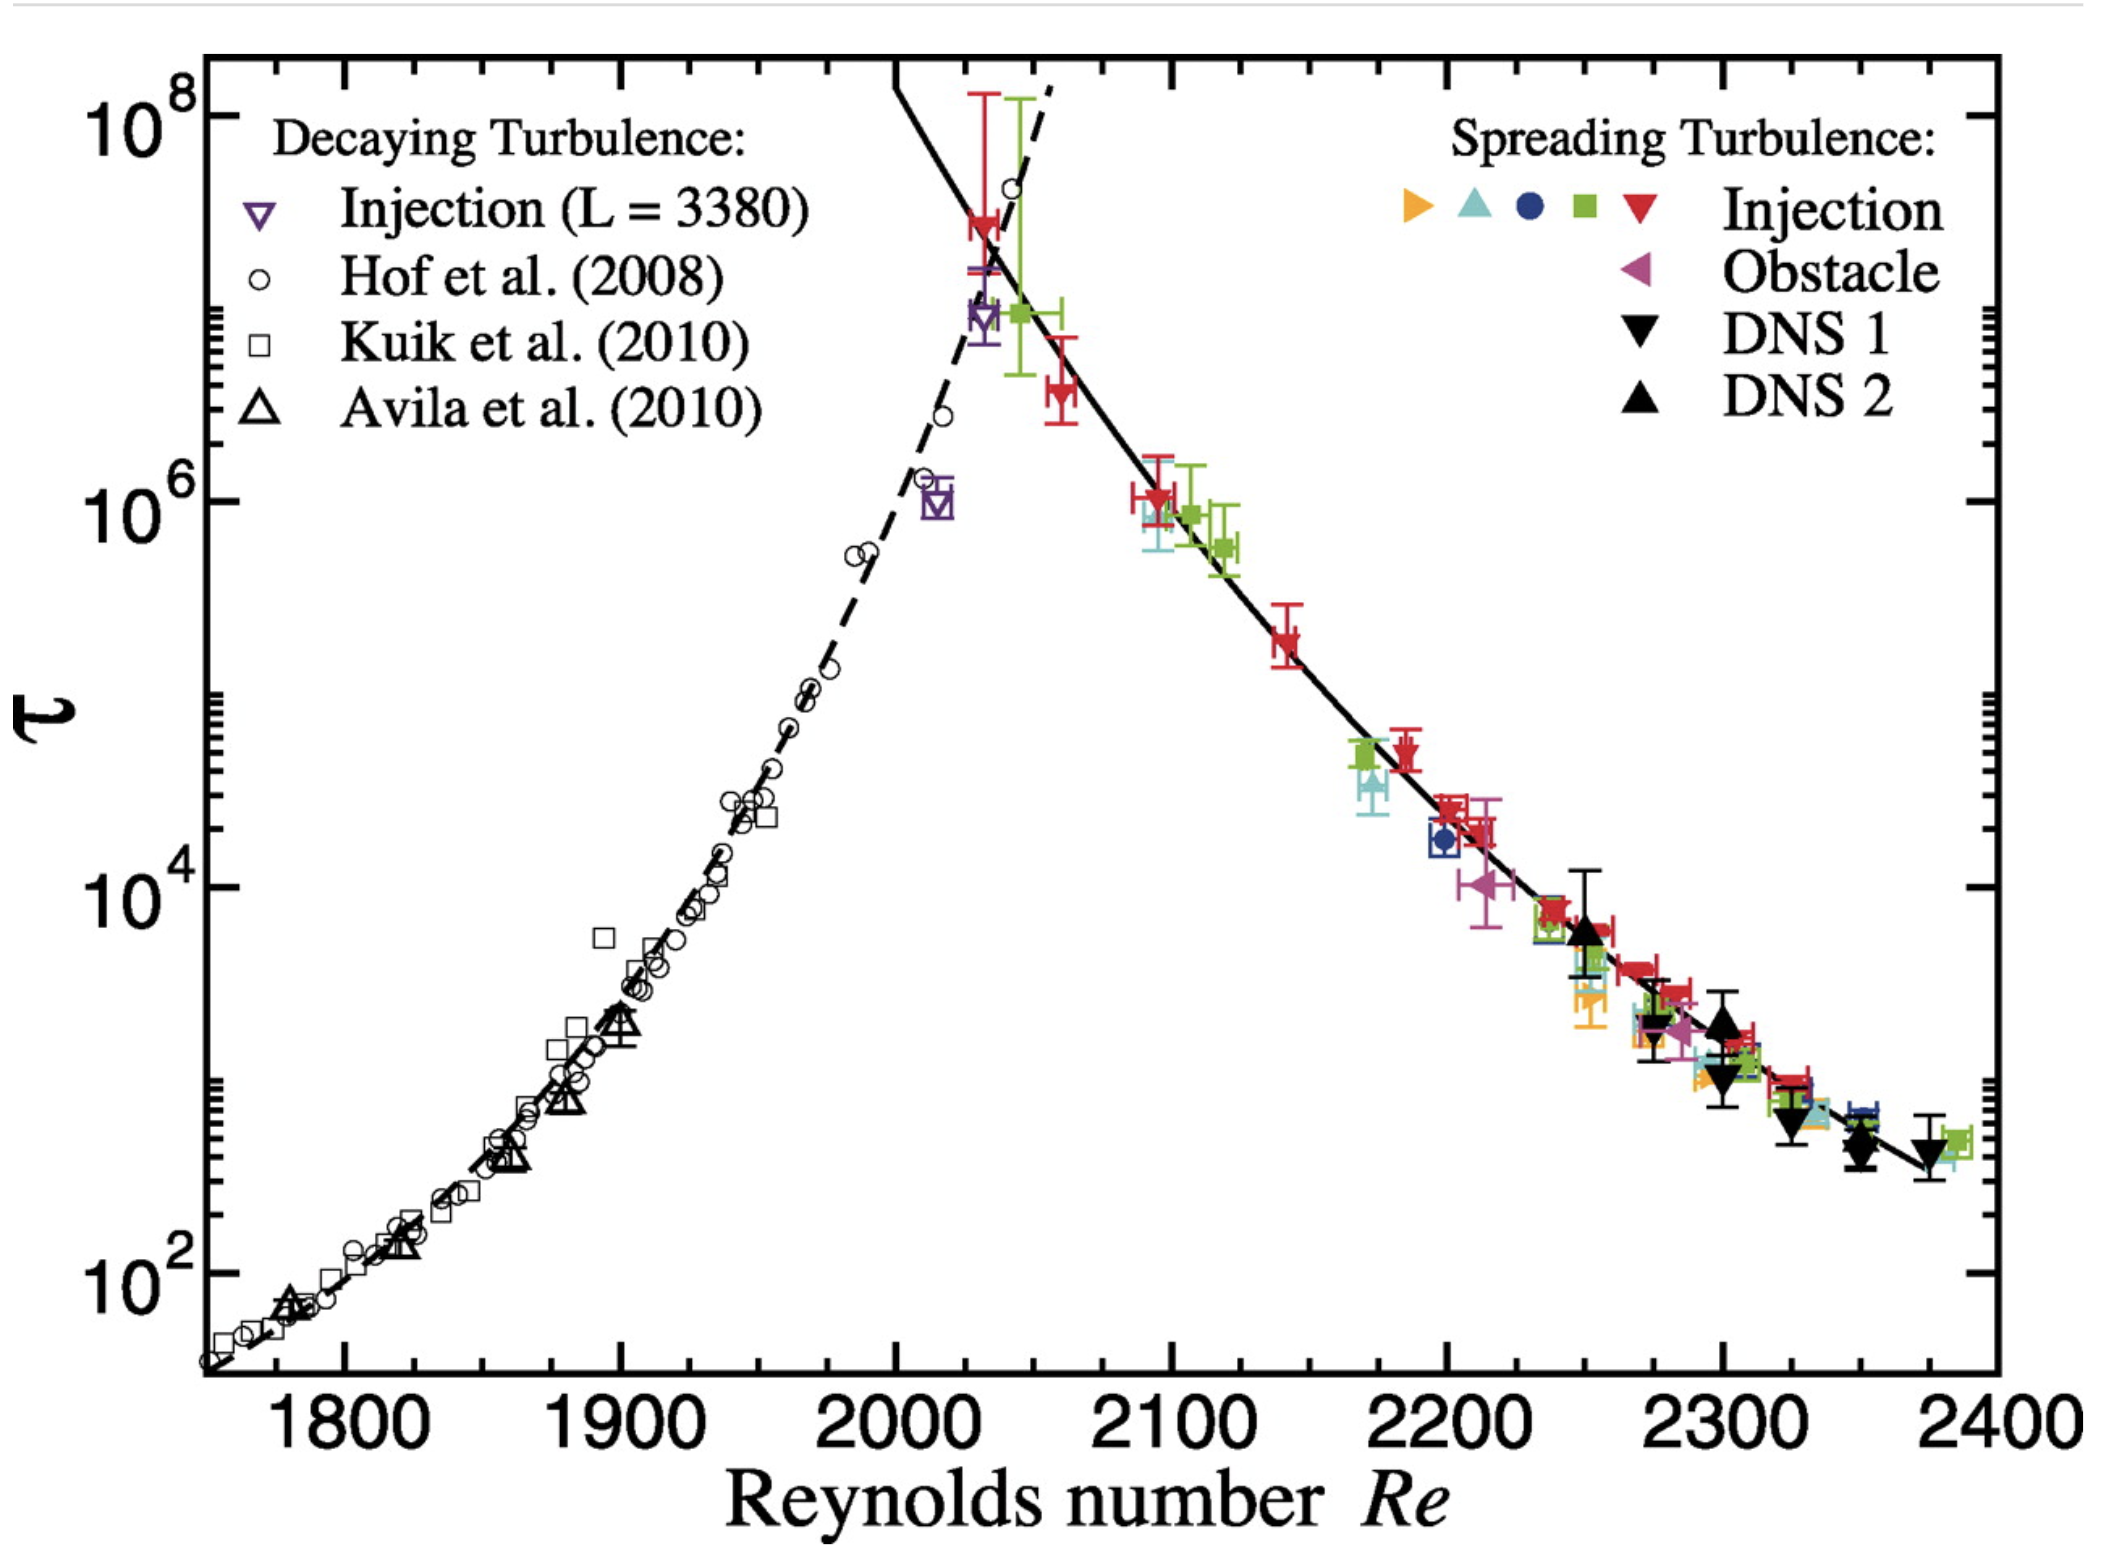 10^8
10^6
10^4
10^2
τ
Decaying Turbulence:
Injection (L = 3380)
Hof et al. (2008)
Kuik et al. (2010)
Avila et al. (2010)
Spreading Turbulence:
Injection
Obstacle
DNS 1
DNS 2
1800 1900 2000 2100 2200 2300 2400
Reynolds number Re